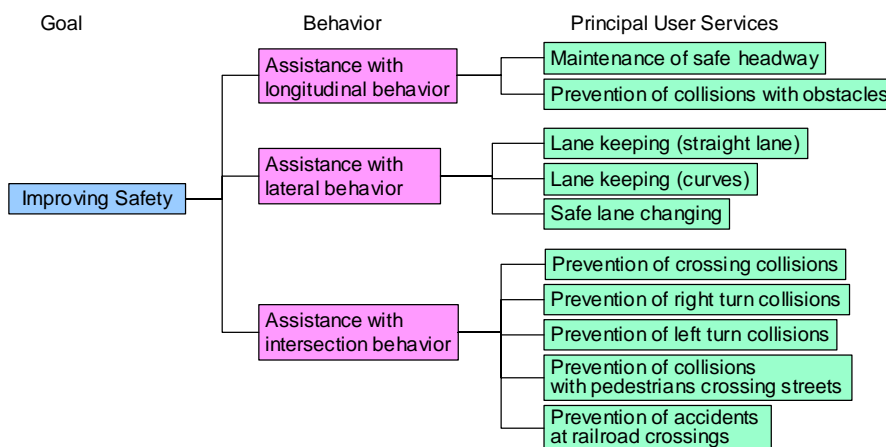 Goal
Behavior
Principal User Services
Assistance with
longitudinal behavior
Maintenance of safe headway
Prevention of collisions with obstacles
Improving Safety
Assistance with
lateral behavior
Lane keeping (straight lane)
Lane keeping (curves)
Safe lane changing
Assistance with
intersection behavior
Prevention of crossing collisions
Prevention of right turn collisions
Prevention of left turn collisions
Prevention of collisions
with pedestrians crossing streets
Prevention of accidents
at railroad crossings